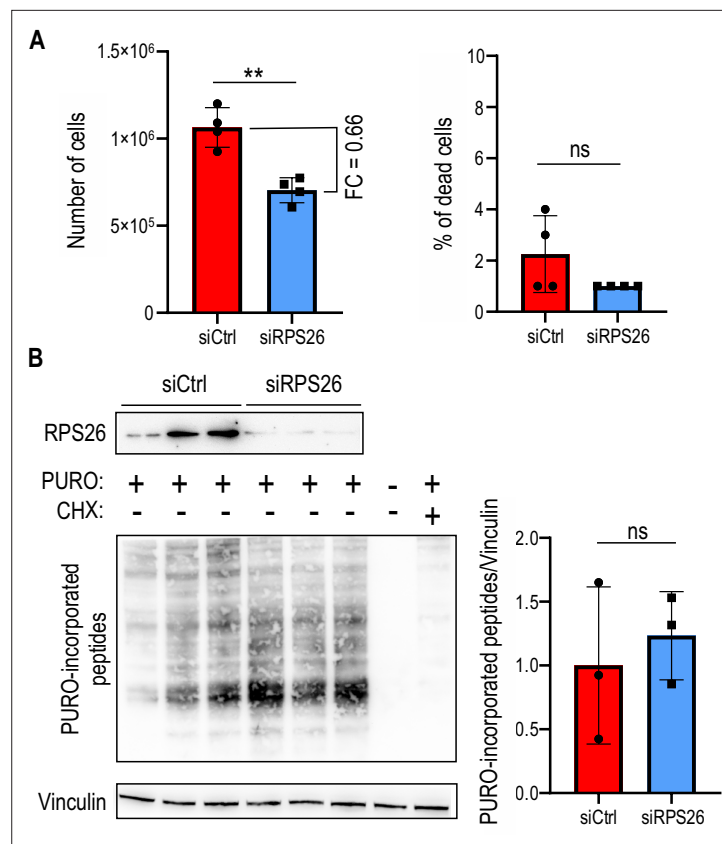 A
Number of cells
1.5×10⁶
1×10⁶
5×10⁵
0
**
FC = 0.66
siCtrl
siRPS26
% of dead cells
10
8
6
4
2
0
ns
siCtrl
siRPS26
B
siCtrl
siRPS26
RPS26
PURO: + + + + + + - +
CHX: - - - - - - - +
PURO-incorporated
peptides
Vinculin
PURO-incorporated peptides/Vinculin
2.0
1.5
1.0
0.5
0.0
ns
siCtrl
siRPS26